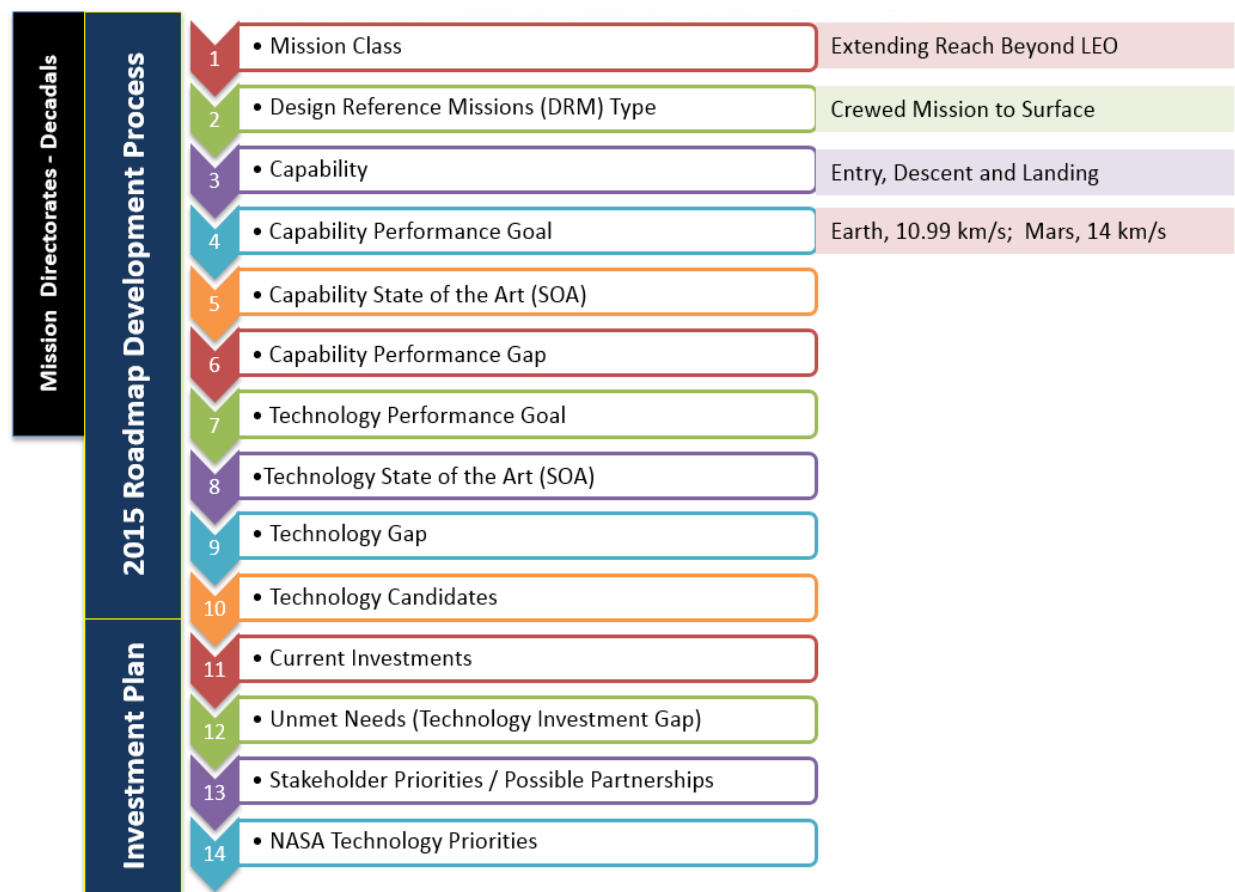 Mission Directorates - Decadals
2015 Roadmap Development Process
Investment Plan
1
• Mission Class
Extending Reach Beyond LEO
2
• Design Reference Missions (DRM) Type
Crewed Mission to Surface
3
• Capability
Entry, Descent and Landing
4
• Capability Performance Goal
Earth, 10.99 km/s; Mars, 14 km/s
5
• Capability State of the Art (SOA)
6
• Capability Performance Gap
7
• Technology Performance Goal
8
•Technology State of the Art (SOA)
9
• Technology Gap
10
• Technology Candidates
11
• Current Investments
12
• Unmet Needs (Technology Investment Gap)
13
• Stakeholder Priorities / Possible Partnerships
14
• NASA Technology Priorities